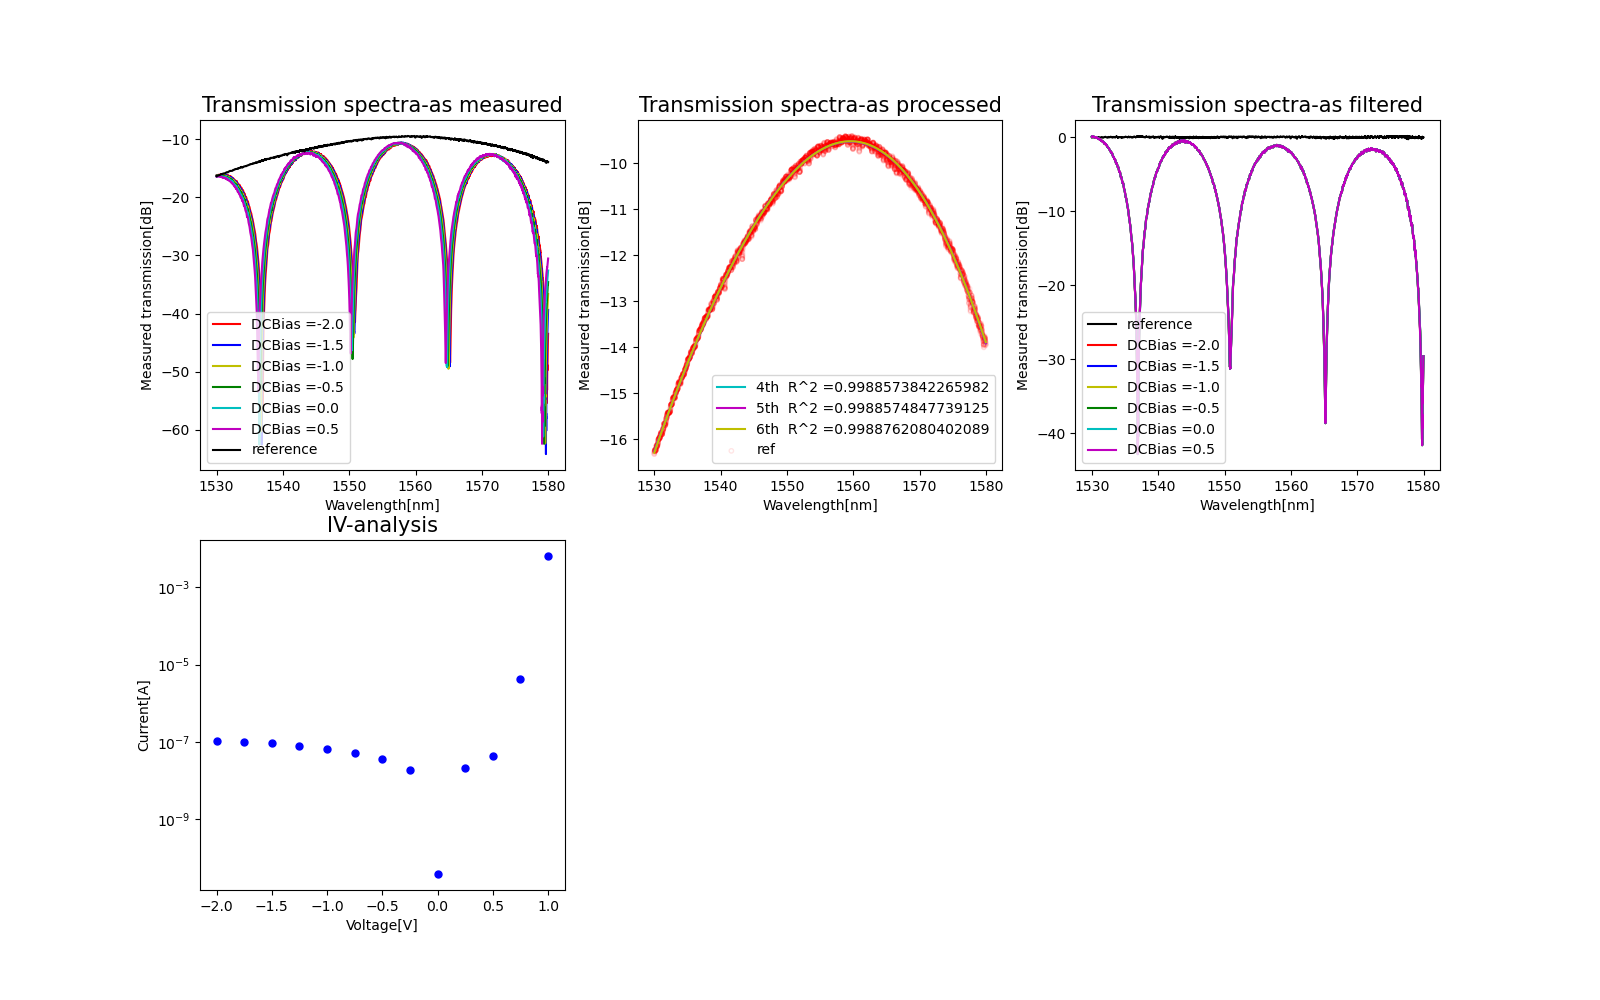 Transmission spectra-as measured
Measured transmission[dB]
−10
−20
−30
−40
−50
−60
DCBias =-2.0
DCBias =-1.5
DCBias =-1.0
DCBias =-0.5
DCBias =0.0
DCBias =0.5
reference
1530 1540 1550 1560 1570 1580
Wavelength[nm]
Transmission spectra-as processed
Measured transmission[dB]
−10
−11
−12
−13
−14
−15
−16
4th R^2 =0.9988573842265982
5th R^2 =0.9988574847739125
6th R^2 =0.9988762080402089
ref
1530 1540 1550 1560 1570 1580
Wavelength[nm]
Transmission spectra-as filtered
Measured transmission[dB]
0
−10
−20
−30
−40
reference
DCBias =-2.0
DCBias =-1.5
DCBias =-1.0
DCBias =-0.5
DCBias =0.0
DCBias =0.5
1530 1540 1550 1560 1570 1580
Wavelength[nm]
IV-analysis
Current[A]
10⁻³
10⁻⁵
10⁻⁷
10⁻⁹
−2.0 −1.5 −1.0 −0.5 0.0 0.5 1.0
Voltage[V]